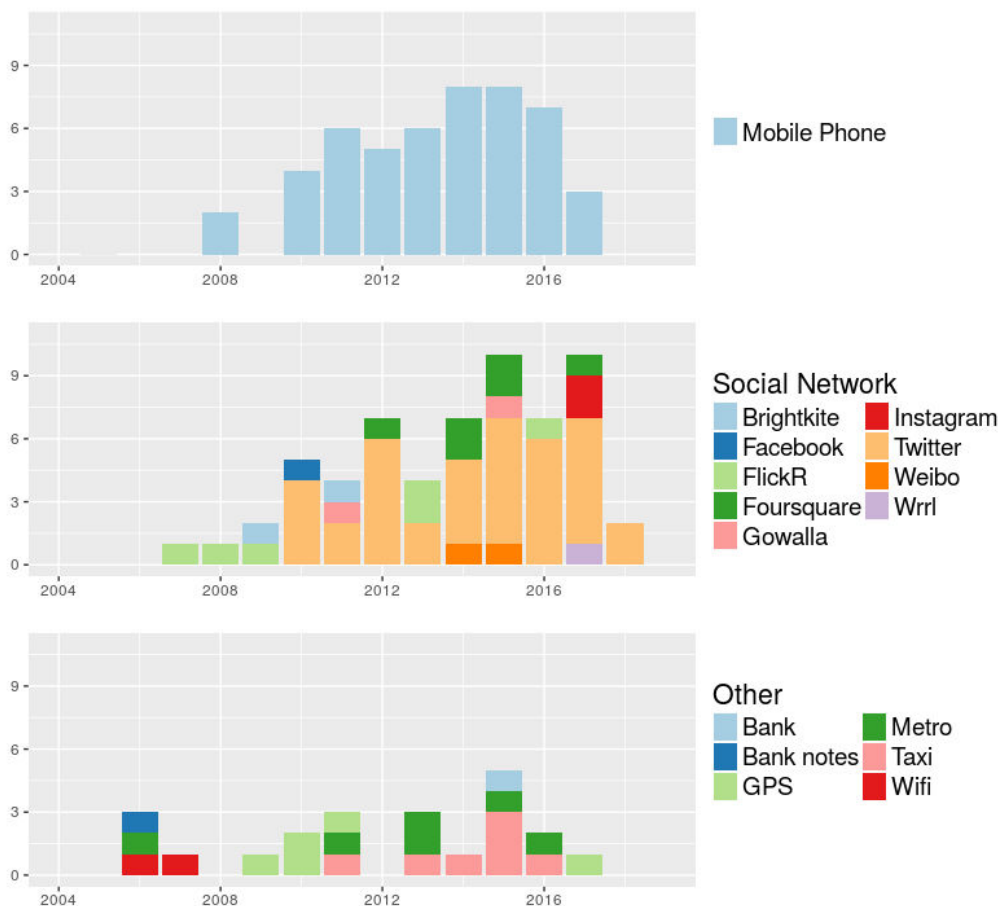 9
6
3
0
2004 2008 2012 2016
Mobile Phone
9
6
3
0
2004 2008 2012 2016
Social Network
Brightkite Instagram
Facebook Twitter
FlickR Weibo
Foursquare Wrrl
Gowalla
9
6
3
0
2004 2008 2012 2016
Other
Bank Metro
Bank notes Taxi
GPS Wifi